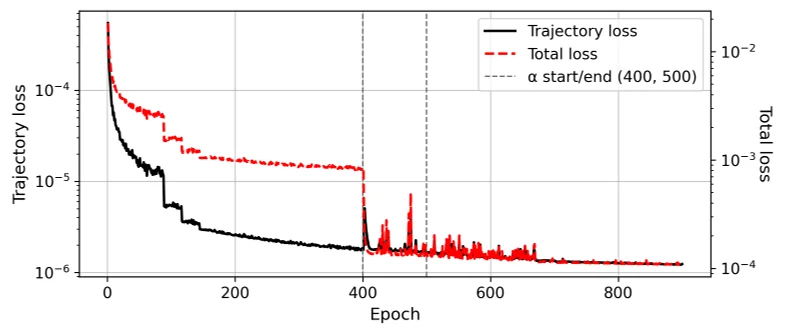 Trajectory loss
Total loss
α start/end (400, 500)
Trajectory loss
10⁻⁴
10⁻⁵
10⁻⁶
Total loss
10⁻²
10⁻³
10⁻⁴
0 200 400 600 800
Epoch